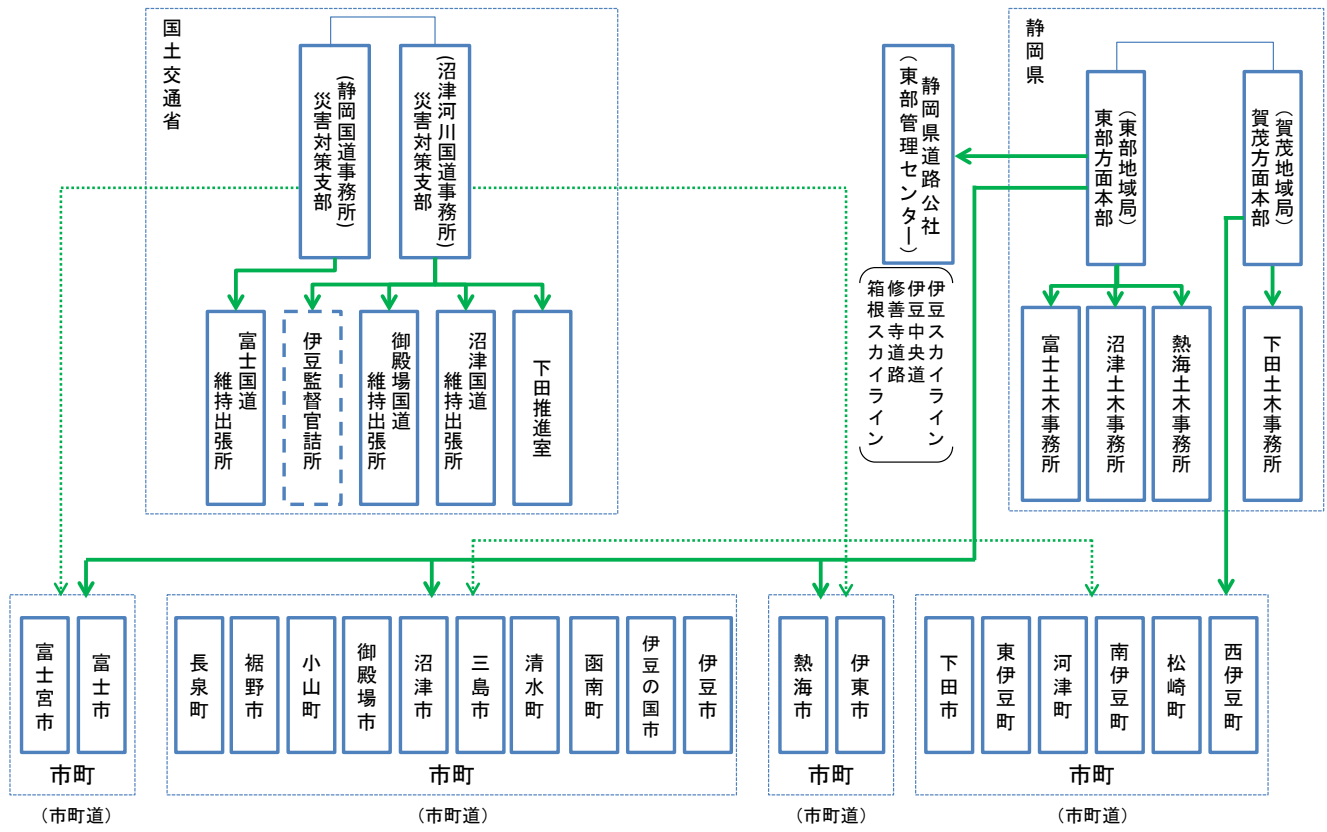 国土交通省
(静岡国道事務所)
災害対策支部
(沼津河川国道事務所)
災害対策支部
富士国道
維持出張所
伊豆監督官詰所
御殿場国道
維持出張所
沼津国道
維持出張所
下田推進室
静岡県道路公社
(東部管理センター)
伊豆スカイライン
伊豆中央道
修善寺道路
箱根スカイライン
静岡県
(東部地域局)
東部方面本部
(賀茂地域局)
賀茂方面本部
富士土木事務所
沼津土木事務所
熱海土木事務所
下田土木事務所
富士宮市
富士市
市町
(市町道)
長泉町
裾野市
小山町
御殿場市
沼津市
三島市
清水町
函南町
伊豆の国市
伊豆市
市町
(市町道)
熱海市
伊東市
市町
(市町道)
下田市
東伊豆町
河津町
南伊豆町
松崎町
西伊豆町
市町
(市町道)